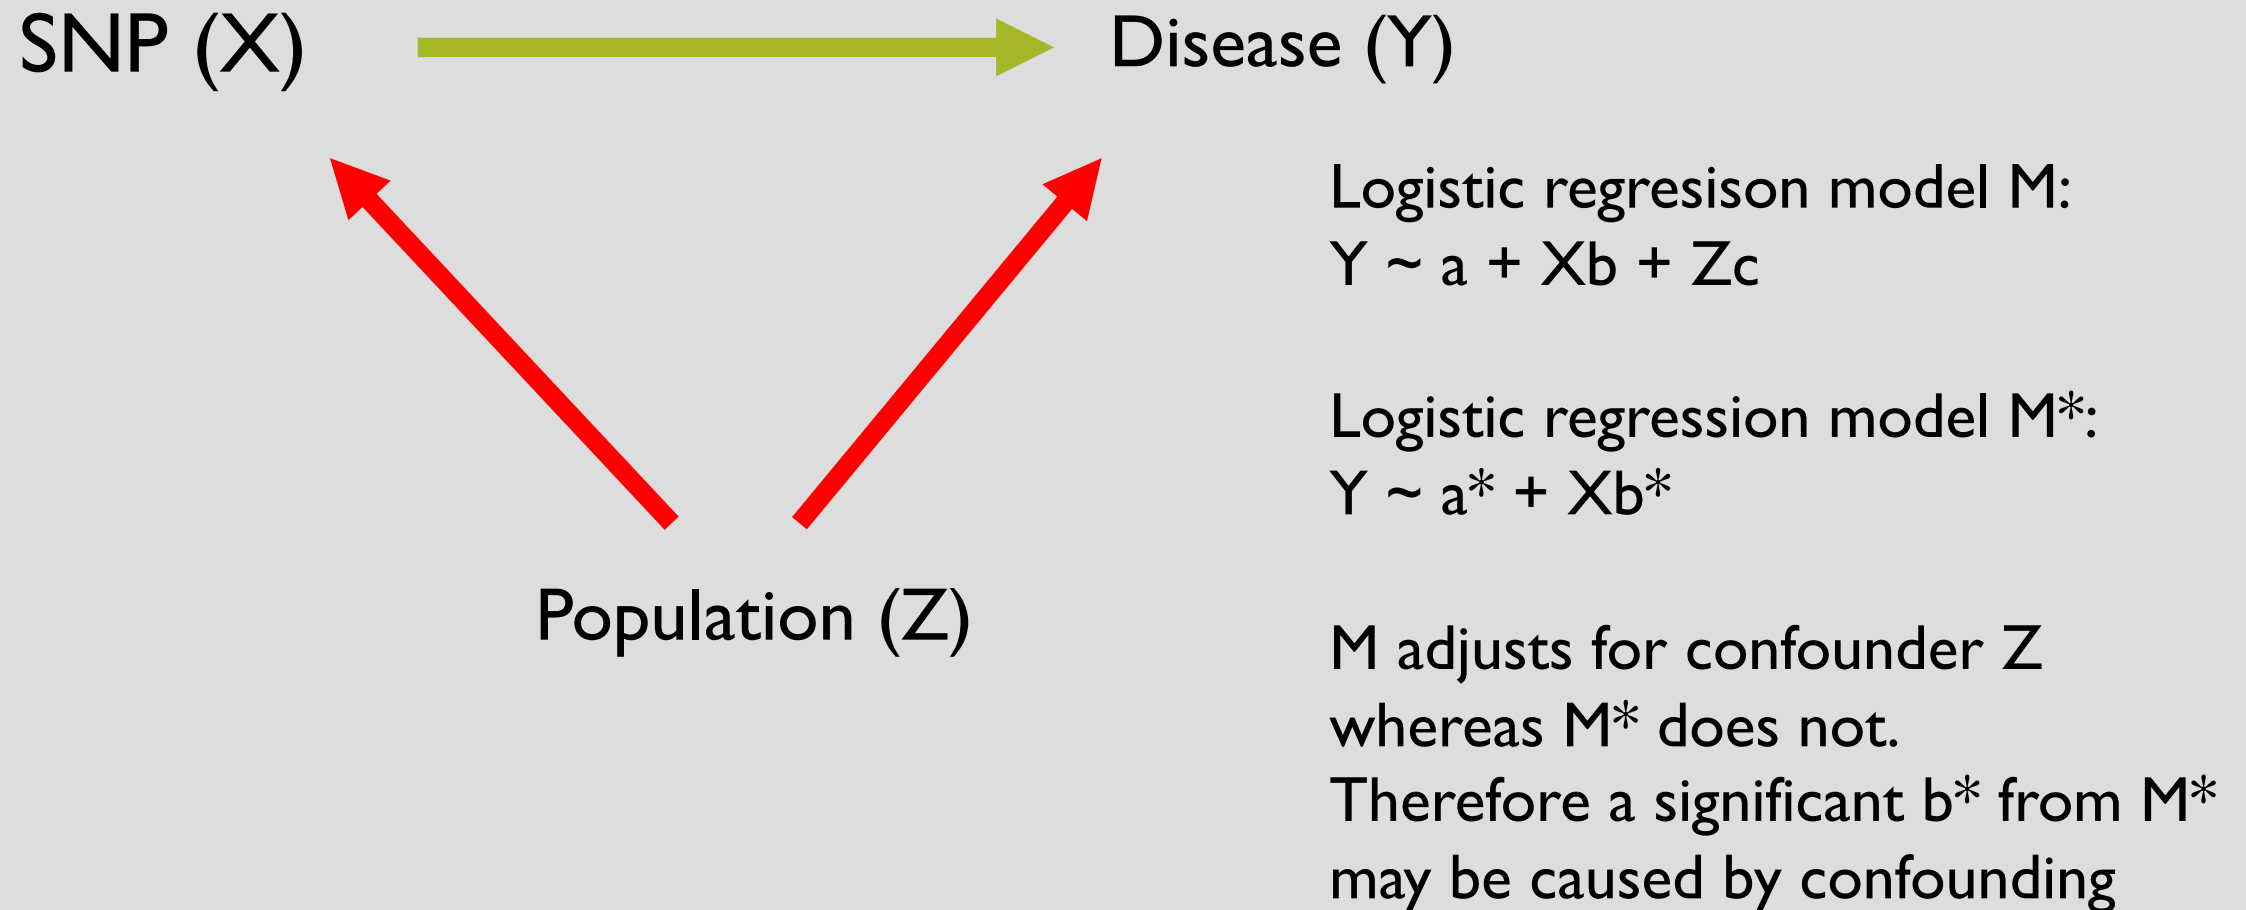 SNP (X)
Disease (Y)
Logistic regresison model M:
Y ~ a + Xb + Zc
Logistic regression model M*:
Y ~ a* + Xb*
Population (Z)
M adjusts for confounder Z
whereas M* does not.
Therefore a significant b* from M*
may be caused by confounding